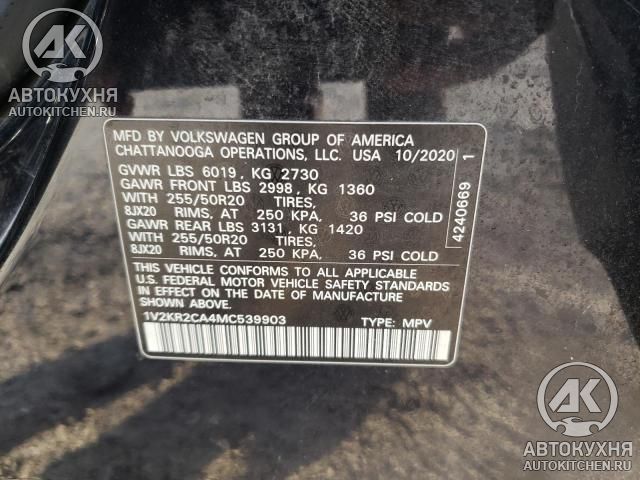 АК
АВТОКУХНЯ
AUTOKITCHEN.RU
MFD BY VOLKSWAGEN GROUP OF AMERICA
CHATTANOOGA OPERATIONS, LLC. USA 10/2020
GVWR LBS 6019, KG 2730
GAWR FRONT LBS 2998, KG 1360
WITH 255/50R20 TIRES,
8JX20 RIMS, AT 250 KPA, 36 PSI COLD
GAWR REAR LBS 3131, KG 1420
WITH 255/50R20 TIRES,
8JX20 RIMS, AT 250 KPA, 36 PSI COLD
THIS VEHICLE CONFORMS TO ALL APPLICABLE
U.S. FEDERAL MOTOR VEHICLE SAFETY STANDARDS
IN EFFECT ON THE DATE OF MANUFACTURE
SHOWN ABOVE.
1V2KR2CA4MC539903 TYPE: MPV
4240669 1
АК
АВТОКУХНЯ
AUTOKITCHEN.RU